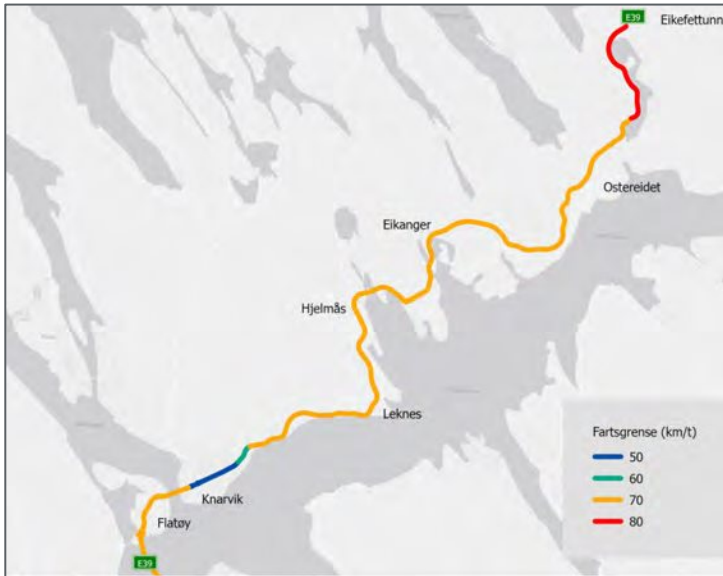 E39
Eikefettunn
Ostereidet
Eikanger
Hjelmås
Leknes
Fartsgrense (km/t)
50
60
70
80
Knarvik
Flatøy
E39